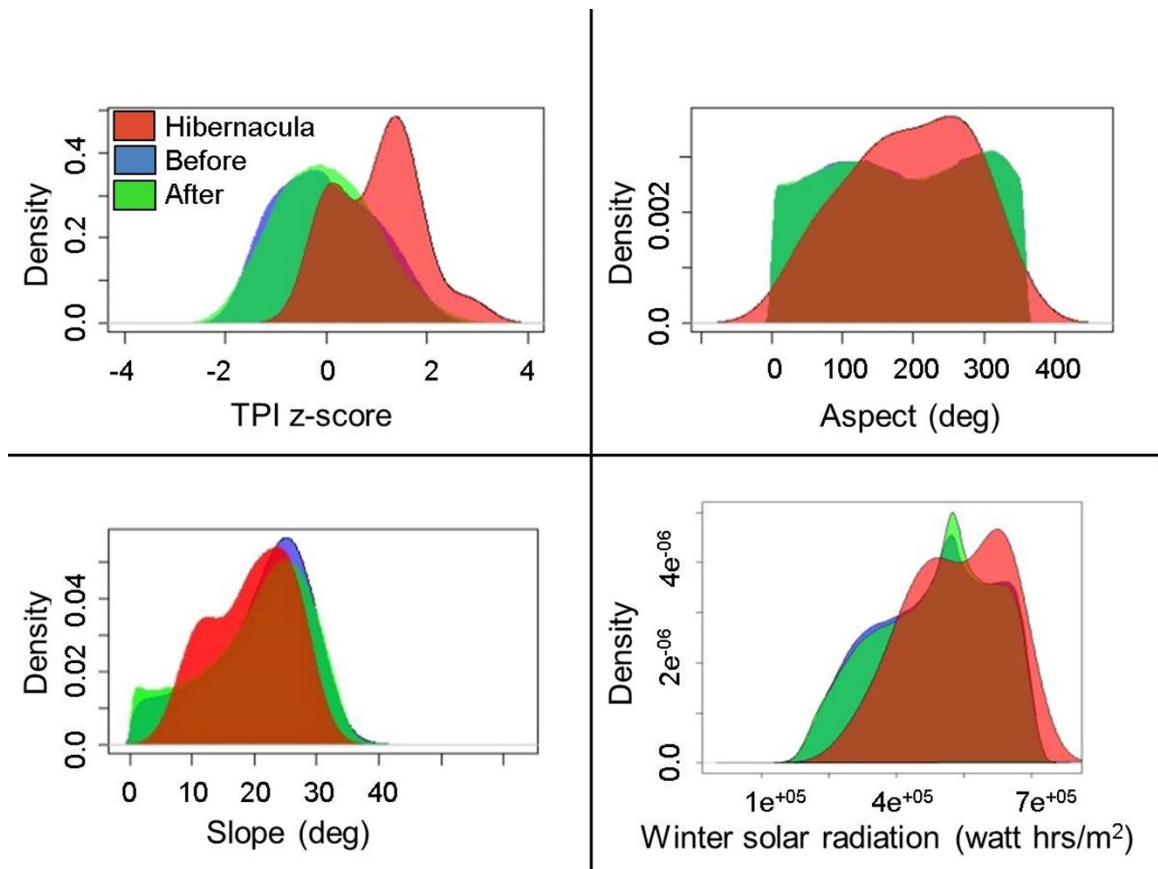 Hibernacula
Before
After
Density
0.0 0.2 0.4
-4 -2 0 2 4
TPI z-score
Density
0.0 0.002
0 100 200 300 400
Aspect (deg)
Density
0.0 0.02 0.04
0 10 20 30 40
Slope (deg)
Density
0.0 2e-06 4e-06
1e+05 4e+05 7e+05
Winter solar radiation (watt hrs/m²)